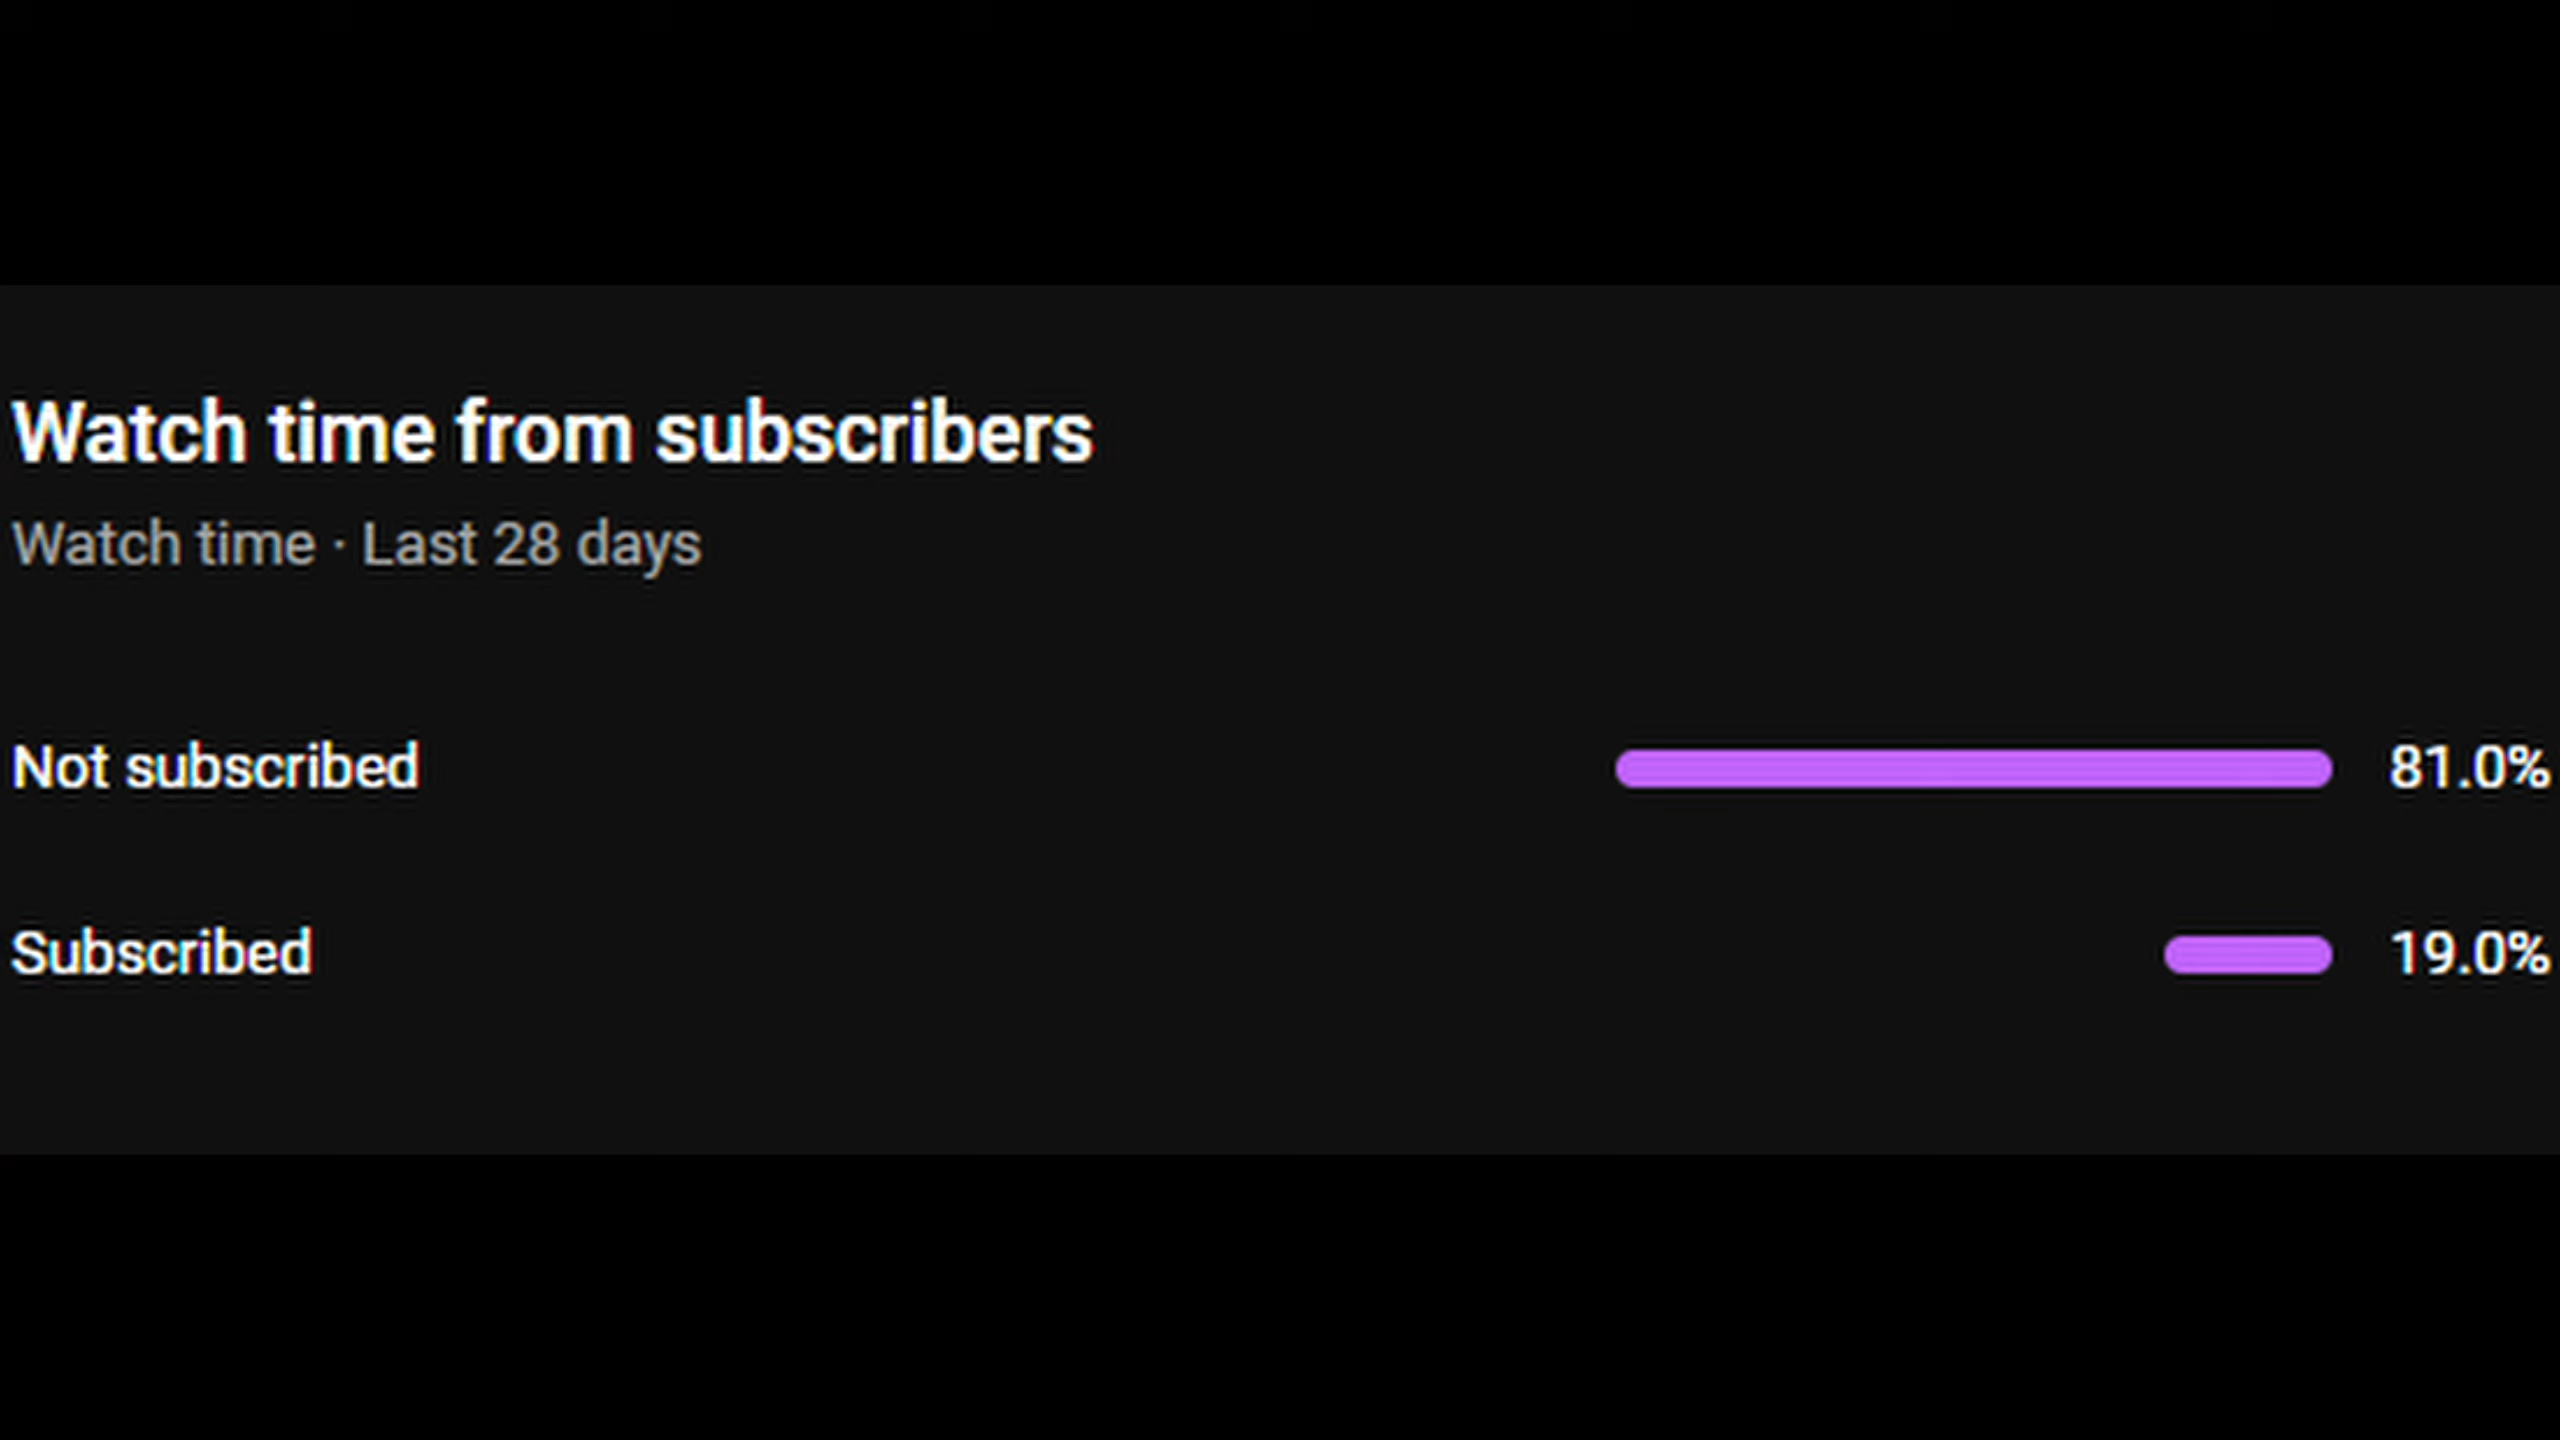 Watch time from subscribers
Watch time · Last 28 days
Not subscribed 81.0%
Subscribed 19.0%